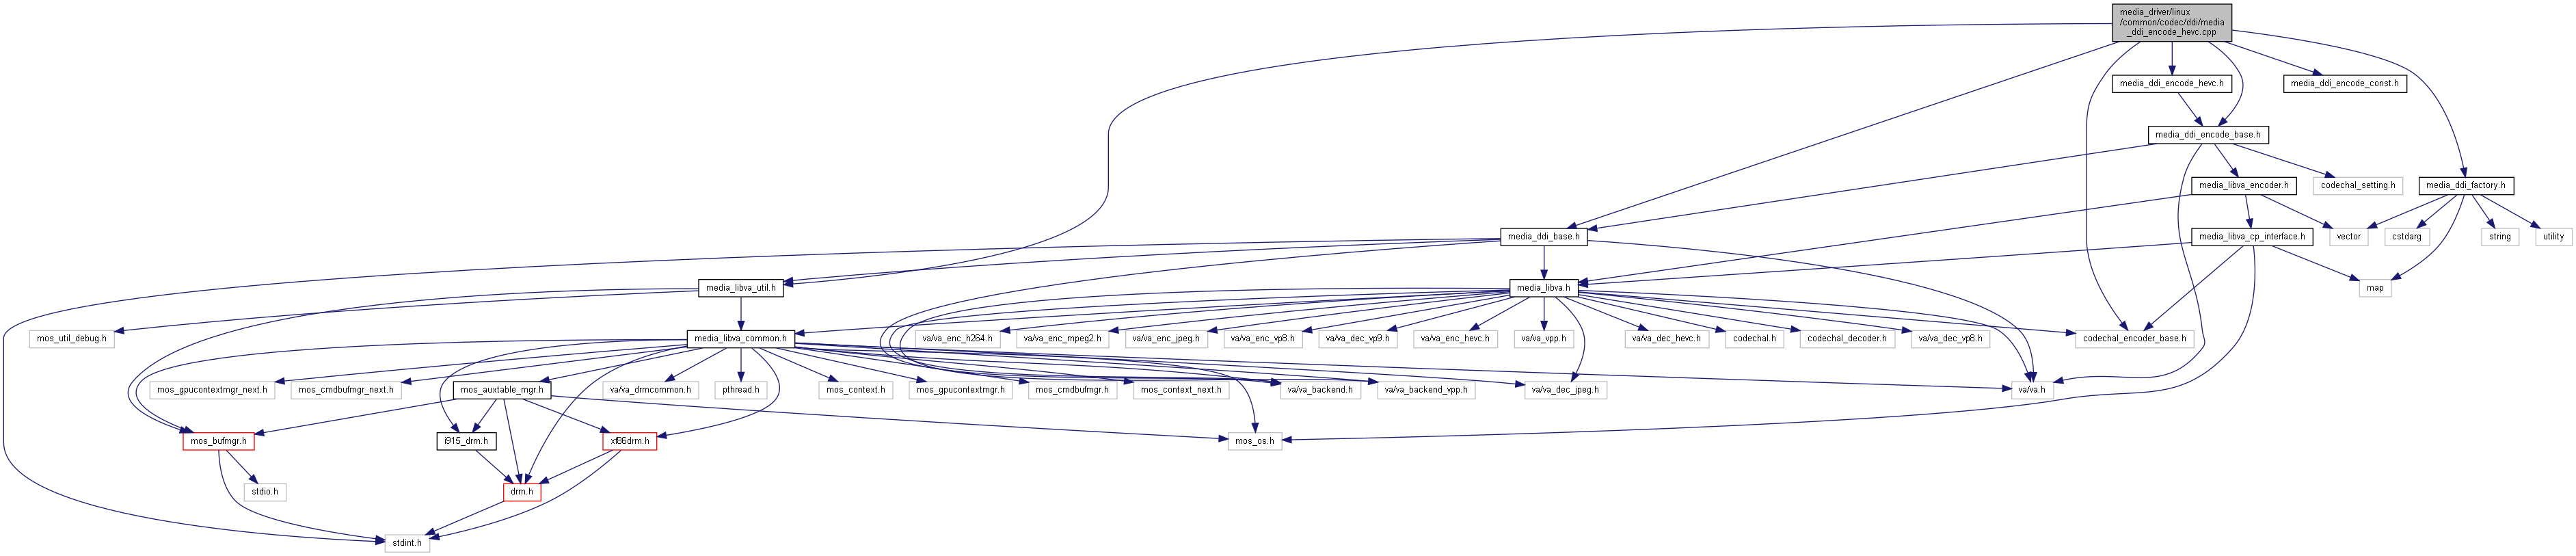 media_driver/linux
/common/codec/ddi/media
_ddi_encode_hevc.cpp
media_ddi_encode_hevc.h
media_ddi_encode_const.h
media_ddi_encode_base.h
media_libva_encoder.h
codechal_setting.h
media_ddi_factory.h
media_ddi_base.h
media_libva_cp_interface.h
vector
cstdarg
string
utility
media_libva_util.h
media_libva.h
map
mos_util_debug.h
media_libva_common.h
va/va_enc_h264.h
va/va_enc_mpeg2.h
va/va_enc_jpeg.h
va/va_enc_vp8.h
va/va_dec_vp9.h
va/va_enc_hevc.h
va/va_vpp.h
va/va_dec_hevc.h
codechal.h
codechal_decoder.h
va/va_dec_vp8.h
codechal_encoder_base.h
mos_gpucontextmgr_next.h
mos_cmdbufmgr_next.h
mos_auxtable_mgr.h
va/va_drmcommon.h
pthread.h
mos_context.h
mos_gpucontextmgr.h
mos_cmdbufmgr.h
mos_context_next.h
va/va_backend.h
va/va_backend_vpp.h
va/va_dec_jpeg.h
va/va.h
mos_bufmgr.h
i915_drm.h
xf86drm.h
mos_os.h
stdio.h
drm.h
stdint.h